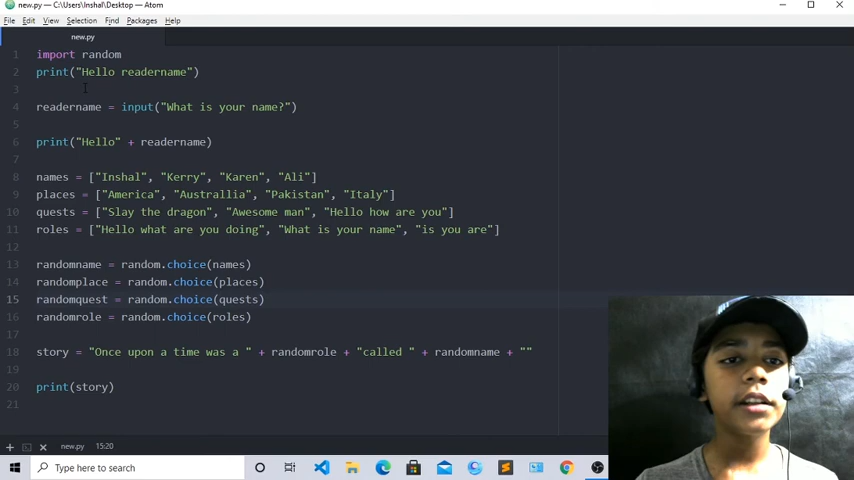 new.py — C:\Users\Inshal\Desktop — Atom
File Edit View Selection Find Packages Help
new.py
1 import random
2 print("Hello readername")
3
4 readername = input("What is your name?")
5
6 print("Hello" + readername)
7
8 names = ["Inshal", "Kerry", "Karen", "Ali"]
9 places = ["America", "Australlia", "Pakistan", "Italy"]
10 quests = ["Slay the dragon", "Awesome man", "Hello how are you"]
11 roles = ["Hello what are you doing", "What is your name", "is you are"]
12
13 randomname = random.choice(names)
14 randomplace = random.choice(places)
15 randomquest = random.choice(quests)
16 randomrole = random.choice(roles)
17
18 story = "Once upon a time was a " + randomrole + "called " + randomname + ""
19
20 print(story)
21
new.py 15:20
Type here to search